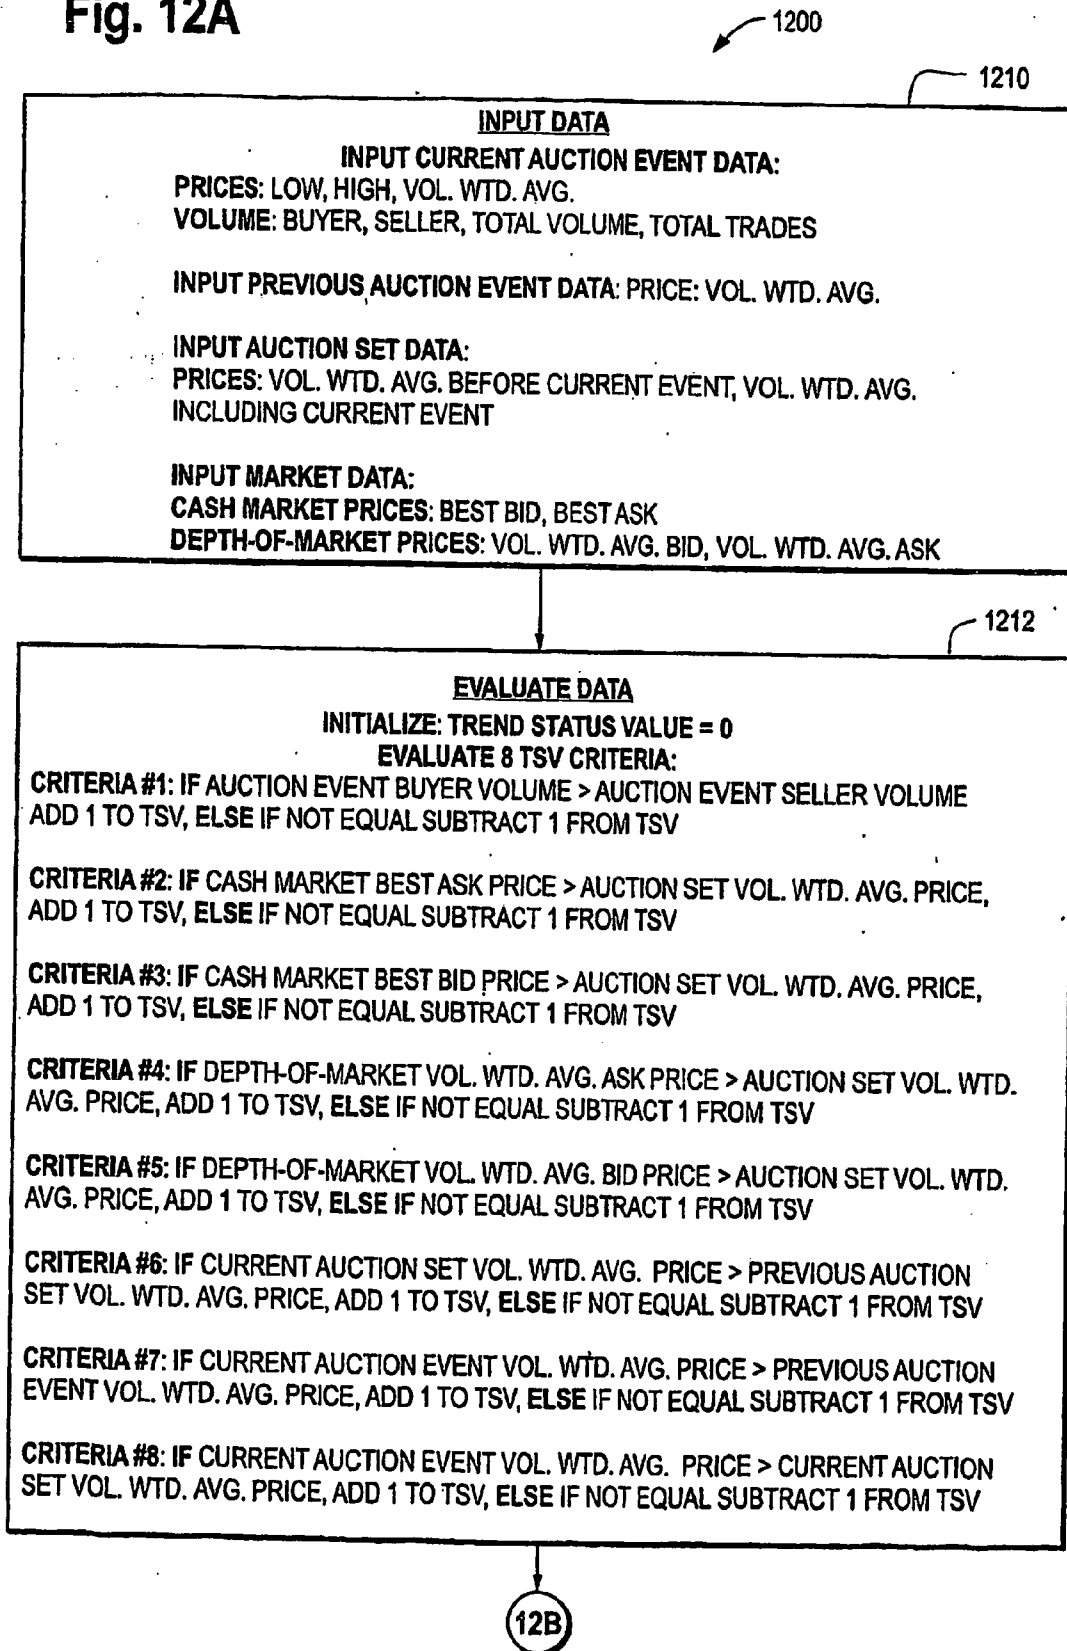 Fig. 12A
1200
1210
INPUT DATA
INPUT CURRENT AUCTION EVENT DATA:
PRICES: LOW, HIGH, VOL. WTD. AVG.
VOLUME: BUYER, SELLER, TOTAL VOLUME, TOTAL TRADES
INPUT PREVIOUS AUCTION EVENT DATA: PRICE: VOL. WTD. AVG.
INPUT AUCTION SET DATA:
PRICES: VOL. WTD. AVG. BEFORE CURRENT EVENT, VOL. WTD. AVG.
INCLUDING CURRENT EVENT
INPUT MARKET DATA:
CASH MARKET PRICES: BEST BID, BEST ASK
DEPTH-OF-MARKET PRICES: VOL. WTD. AVG. BID, VOL. WTD. AVG. ASK
1212
EVALUATE DATA
INITIALIZE: TREND STATUS VALUE = 0
EVALUATE 8 TSV CRITERIA:
CRITERIA #1: IF AUCTION EVENT BUYER VOLUME > AUCTION EVENT SELLER VOLUME
ADD 1 TO TSV, ELSE IF NOT EQUAL SUBTRACT 1 FROM TSV
CRITERIA #2: IF CASH MARKET BEST ASK PRICE > AUCTION SET VOL. WTD. AVG. PRICE,
ADD 1 TO TSV, ELSE IF NOT EQUAL SUBTRACT 1 FROM TSV
CRITERIA #3: IF CASH MARKET BEST BID PRICE > AUCTION SET VOL. WTD. AVG. PRICE,
ADD 1 TO TSV, ELSE IF NOT EQUAL SUBTRACT 1 FROM TSV
CRITERIA #4: IF DEPTH-OF-MARKET VOL. WTD. AVG. ASK PRICE > AUCTION SET VOL. WTD.
AVG. PRICE, ADD 1 TO TSV, ELSE IF NOT EQUAL SUBTRACT 1 FROM TSV
CRITERIA #5: IF DEPTH-OF-MARKET VOL. WTD. AVG. BID PRICE > AUCTION SET VOL. WTD.
AVG. PRICE, ADD 1 TO TSV, ELSE IF NOT EQUAL SUBTRACT 1 FROM TSV
CRITERIA #6: IF CURRENT AUCTION SET VOL. WTD. AVG. PRICE > PREVIOUS AUCTION
SET VOL. WTD. AVG. PRICE, ADD 1 TO TSV, ELSE IF NOT EQUAL SUBTRACT 1 FROM TSV
CRITERIA #7: IF CURRENT AUCTION EVENT VOL. WTD. AVG. PRICE > PREVIOUS AUCTION
EVENT VOL. WTD. AVG. PRICE, ADD 1 TO TSV, ELSE IF NOT EQUAL SUBTRACT 1 FROM TSV
CRITERIA #8: IF CURRENT AUCTION EVENT VOL. WTD. AVG. PRICE > CURRENT AUCTION
SET VOL. WTD. AVG. PRICE, ADD 1 TO TSV, ELSE IF NOT EQUAL SUBTRACT 1 FROM TSV
12B